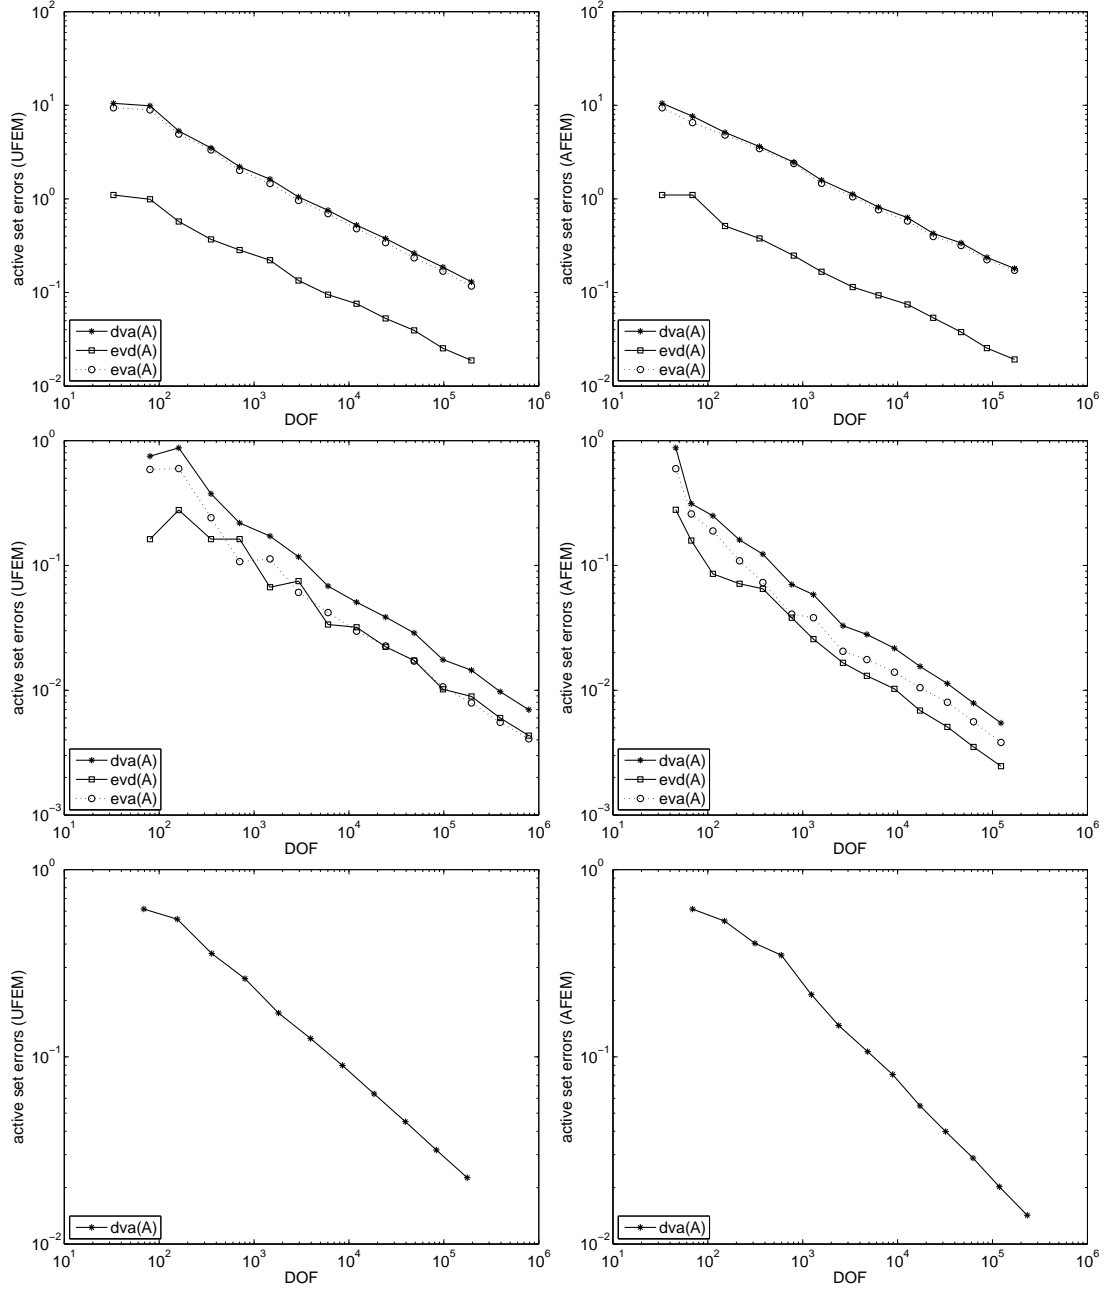 10^2
10^1
10^0
10^-1
10^-2
active set errors (UFEM)
dva(A)
evd(A)
eva(A)
10^1 10^2 10^3 10^4 10^5 10^6
DOF
10^2
10^1
10^0
10^-1
10^-2
active set errors (AFEM)
dva(A)
evd(A)
eva(A)
10^1 10^2 10^3 10^4 10^5 10^6
DOF
10^0
10^-1
10^-2
10^-3
active set errors (UFEM)
dva(A)
evd(A)
eva(A)
10^1 10^2 10^3 10^4 10^5 10^6
DOF
10^0
10^-1
10^-2
10^-3
active set errors (AFEM)
dva(A)
evd(A)
eva(A)
10^1 10^2 10^3 10^4 10^5 10^6
DOF
10^0
10^-1
10^-2
active set errors (UFEM)
dva(A)
10^1 10^2 10^3 10^4 10^5 10^6
DOF
10^0
10^-1
10^-2
active set errors (AFEM)
dva(A)
10^1 10^2 10^3 10^4 10^5 10^6
DOF